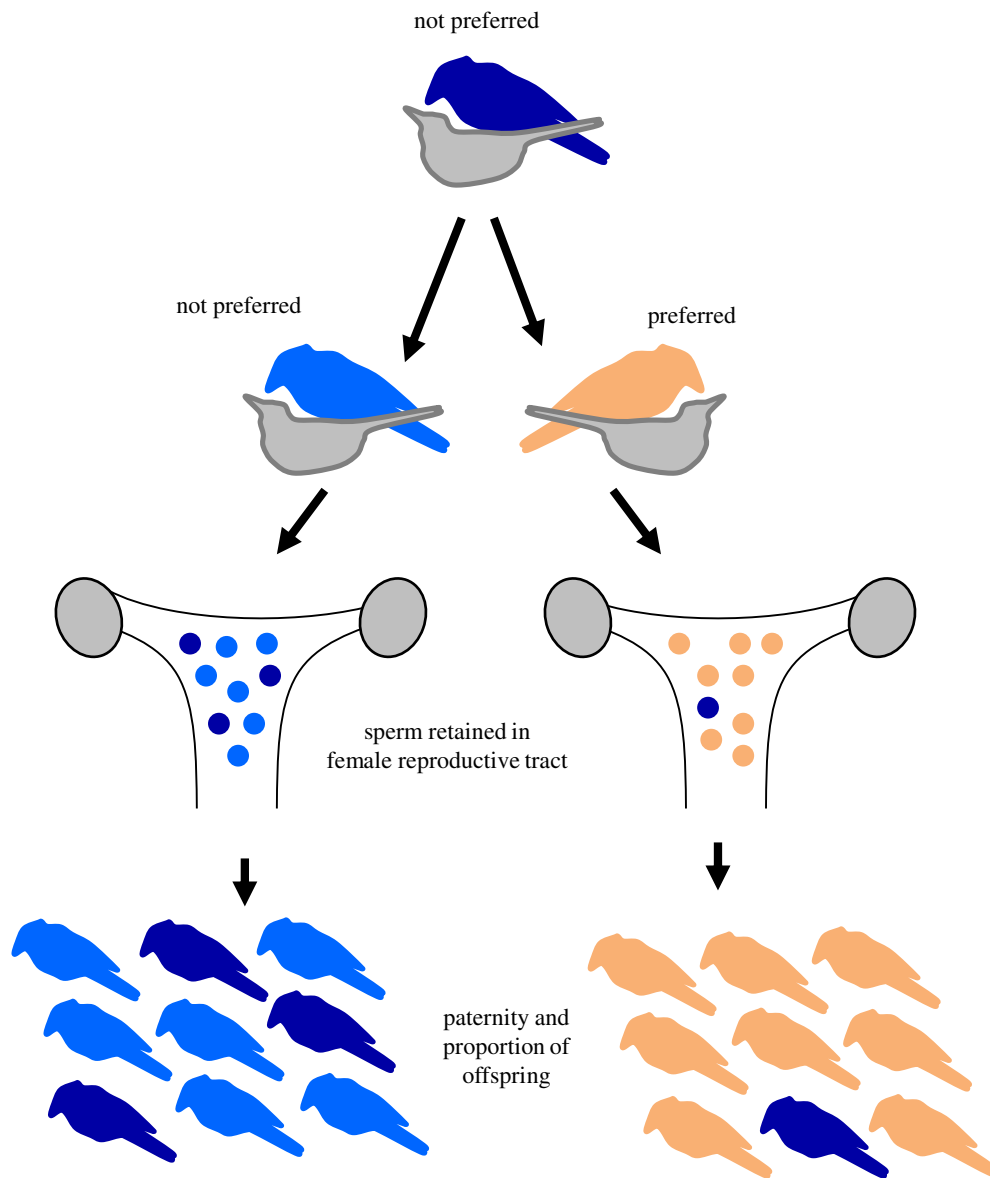 not preferred
not preferred
preferred
sperm retained in
female reproductive tract
paternity and
proportion of
offspring